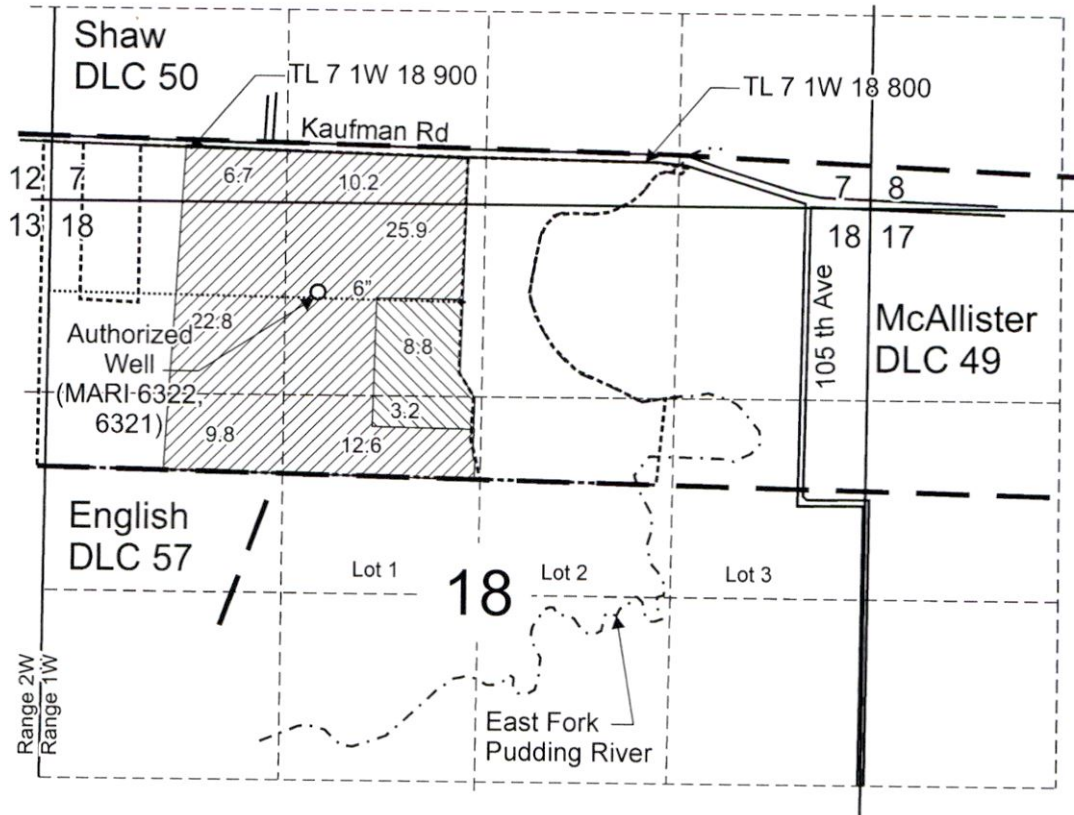 Shaw
DLC 50
TL 7 1W 18 900
TL 7 1W 18 800
Kaufman Rd
12
7
6.7
10.2
7
8
13
18
25.9
18
17
6"
22.8
Authorized
Well
(MARI 6322,
6321)
8.8
3.2
9.8
12.6
105 th Ave
McAllister
DLC 49
English
DLC 57
Lot 1
18
Lot 2
Lot 3
Range 2W
Range 1W
East Fork
Pudding River